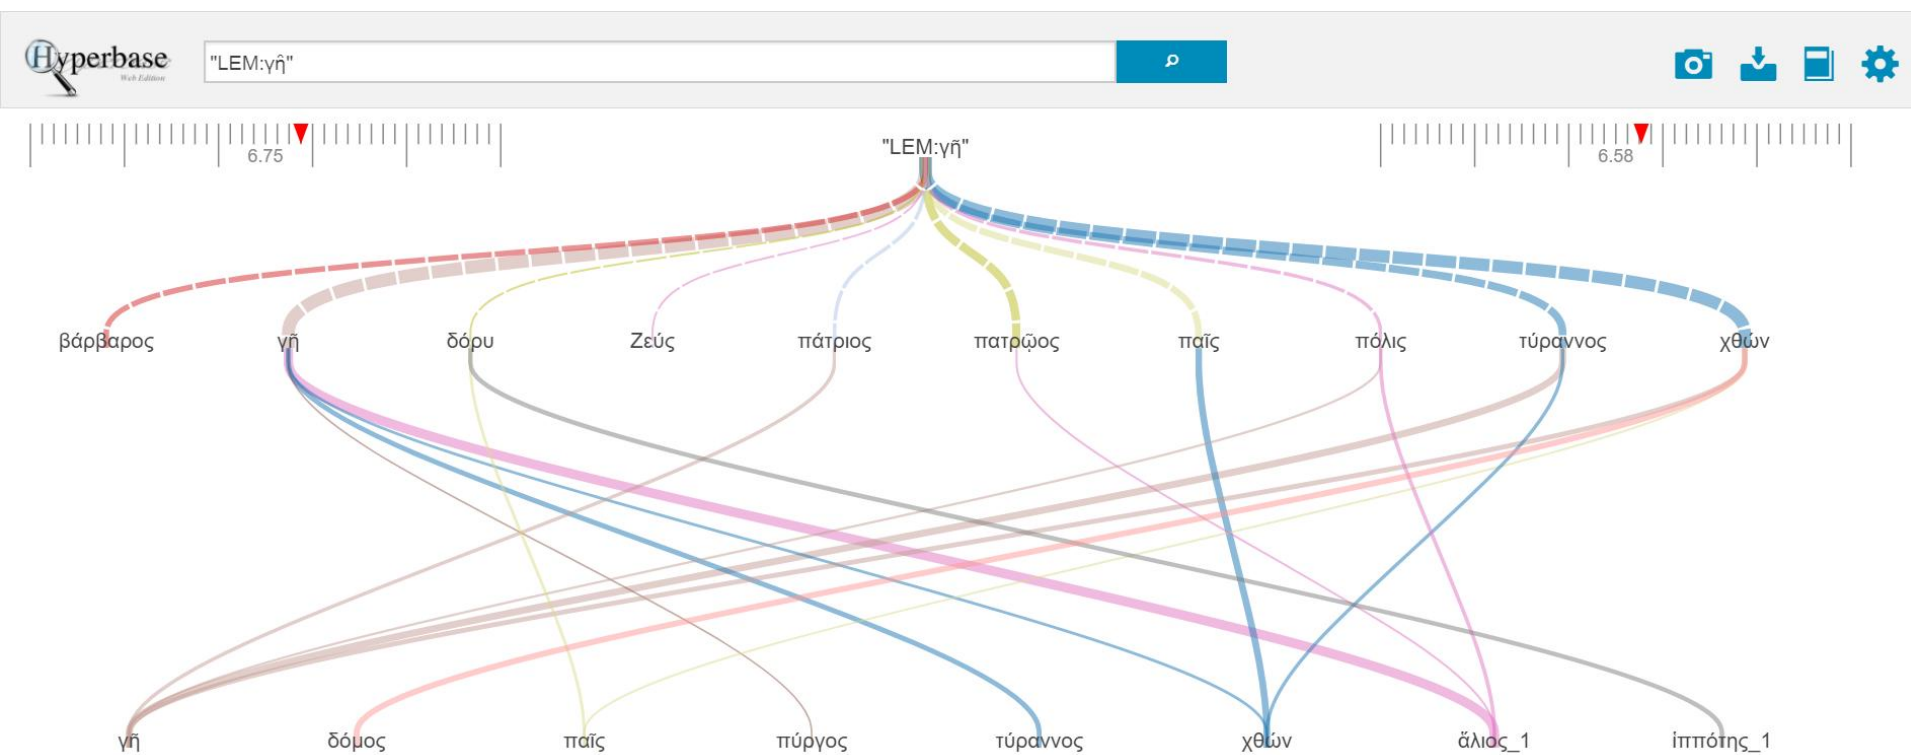 Hyperbase
Web Edition
"LEM:γῆ"
6.75
"LEM:γῆ"
6.58
βάρβαρος γῆ δόρυ Ζεύς πάτριος πατρῷος παῖς πόλις τύραννος χθών
γῆ δόμος παῖς πύργος τύραννος χθών ἅλιος_1 ἱππότης_1